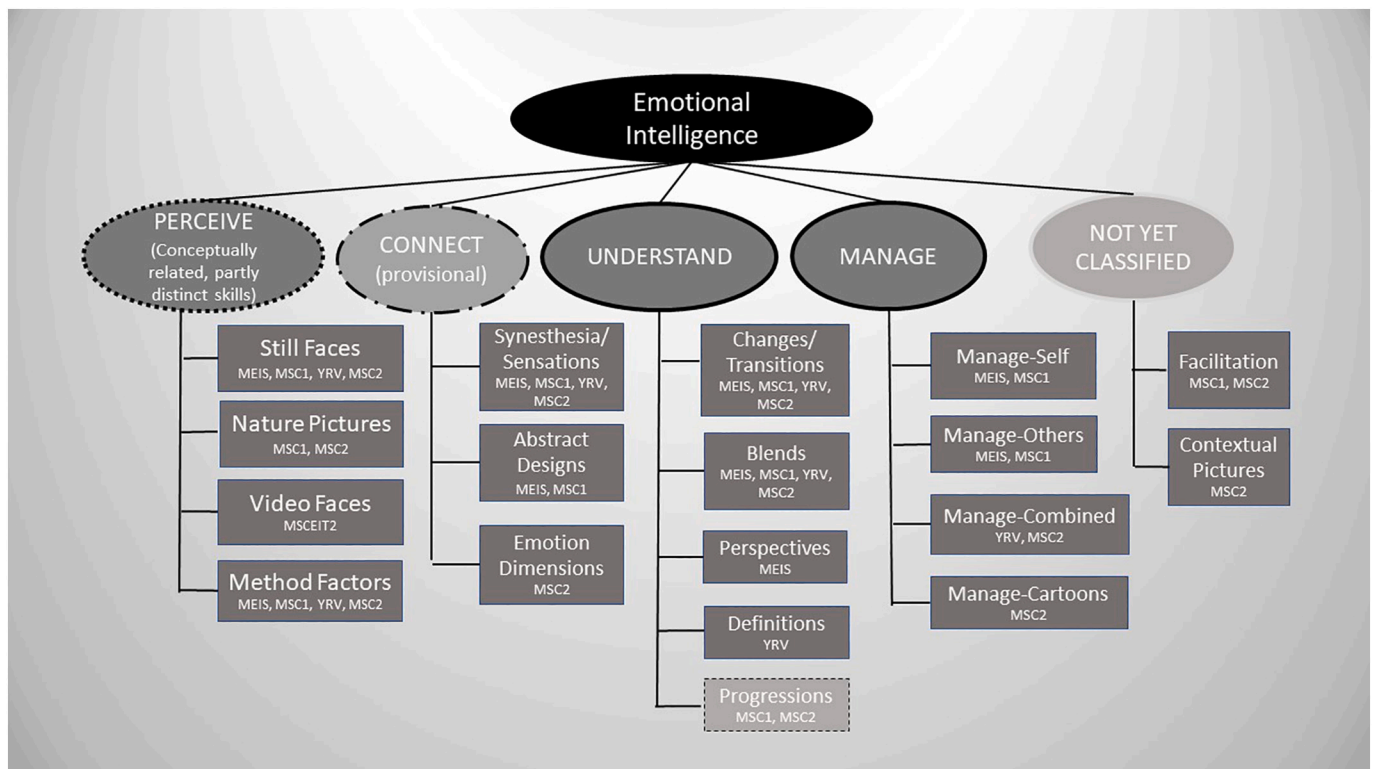 Emotional
Intelligence
PERCEIVE
(Conceptually
related, partly
distinct skills)
CONNECT
(provisional)
UNDERSTAND
MANAGE
NOT YET
CLASSIFIED
Still Faces
MEIS, MSC1, YRV, MSC2
Nature Pictures
MSC1, MSC2
Video Faces
MSCEIT2
Method Factors
MEIS, MSC1, YRV, MSC2
Synesthesia/
Sensations
MEIS, MSC1, YRV,
MSC2
Abstract
Designs
MEIS, MSC1
Emotion
Dimensions
MSC2
Changes/
Transitions
MEIS, MSC1, YRV,
MSC2
Blends
MEIS, MSC1, YRV,
MSC2
Perspectives
MEIS
Definitions
YRV
Progressions
MSC1, MSC2
Manage-Self
MEIS, MSC1
Manage-Others
MEIS, MSC1
Manage-Combined
YRV, MSC2
Manage-Cartoons
MSC2
Facilitation
MSC1, MSC2
Contextual
Pictures
MSC2